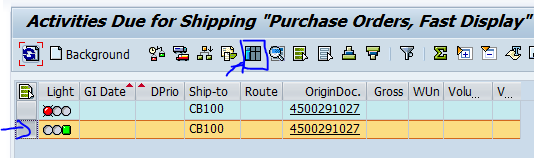 Activities Due for Shipping "Purchase Orders, Fast Display"
Background
Light GI Date DPrio Ship-to Route OriginDoc. Gross WUn Volu... V...
CB100 4500291027
CB100 4500291027